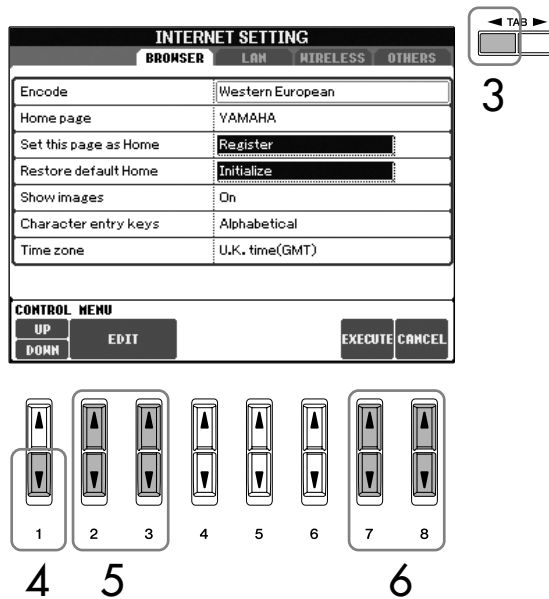 INTERNET SETTING
BROWSER LAN WIRELESS OTHERS
◄ TAB ►
3
Encode Western European
Home page YAMAHA
Set this page as Home Register
Restore default Home Initialize
Show images On
Character entry keys Alphabetical
Time zone U.K. time(GMT)
CONTROL MENU
UP
DOWN
EDIT
EXECUTE CANCEL
1 2 3 4 5 6 7 8
4 5 6